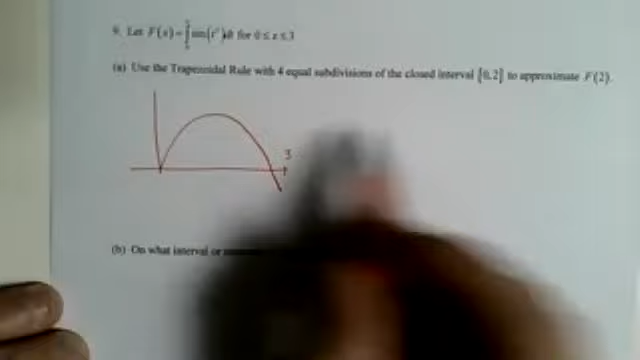 9. Let F(x) = ∫ sin(t²)dt for 0 ≤ x ≤ 3
(a) Use the Trapezoidal Rule with 4 equal subdivisions of the closed interval [0,2] to approximate F(2).
3
(b) On what interval or